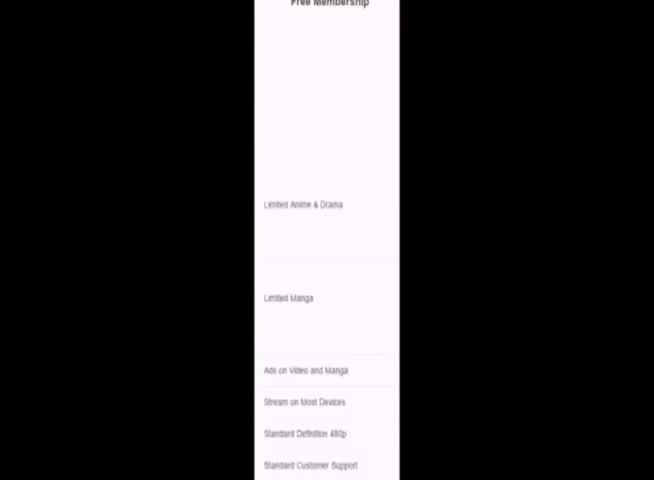 Free Membership
Limited Anime & Drama
Limited Manga
Ads on Video and Manga
Stream on Most Devices
Standard Definition 480p
Standard Customer Support